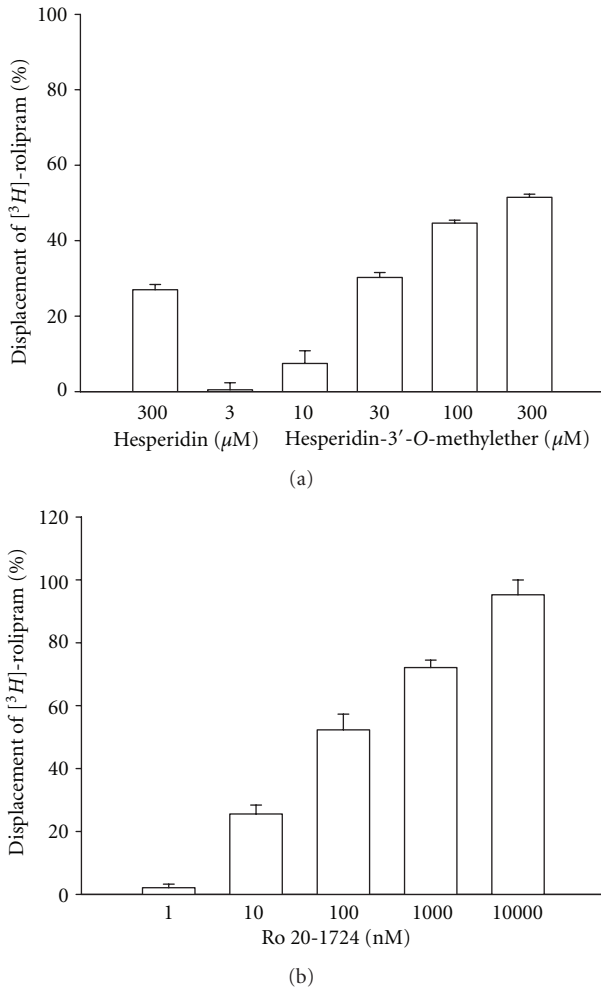 100
80
60
40
20
0
Displacement of [³H]-rolipram (%)
300 3 10 30 100 300
Hesperidin (μM) Hesperidin-3′-O-methylether (μM)
(a)
120
100
80
60
40
20
0
Displacement of [³H]-rolipram (%)
1 10 100 1000 10000
Ro 20-1724 (nM)
(b)